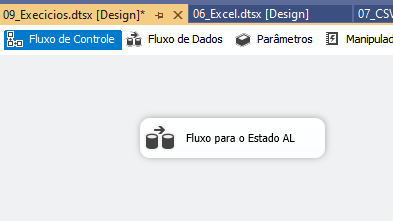 09_Execicios.dtsx [Design]*
06_Excel.dtsx [Design]
07_CSV
Fluxo de Controle
Fluxo de Dados
Parâmetros
Manipulad
Fluxo para o Estado AL